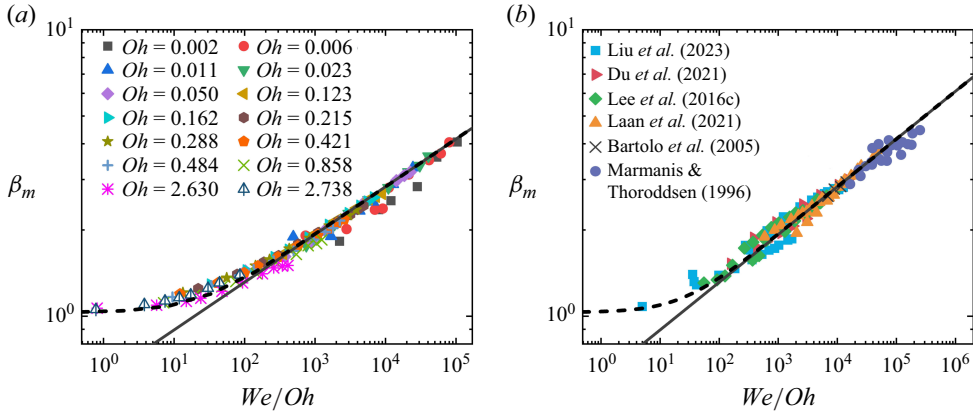 (a)
10¹
Oh = 0.002
Oh = 0.006
Oh = 0.011
Oh = 0.023
Oh = 0.050
Oh = 0.123
Oh = 0.162
Oh = 0.215
Oh = 0.288
Oh = 0.421
Oh = 0.484
Oh = 0.858
Oh = 2.630
Oh = 2.738
βm
10⁰
10⁰ 10¹ 10² 10³ 10⁴ 10⁵
We/Oh
(b)
10¹
Liu et al. (2023)
Du et al. (2021)
Lee et al. (2016c)
Laan et al. (2021)
Bartolo et al. (2005)
Marmanis &
Thoroddsen (1996)
βm
10⁰
10⁰ 10¹ 10² 10³ 10⁴ 10⁵ 10⁶
We/Oh